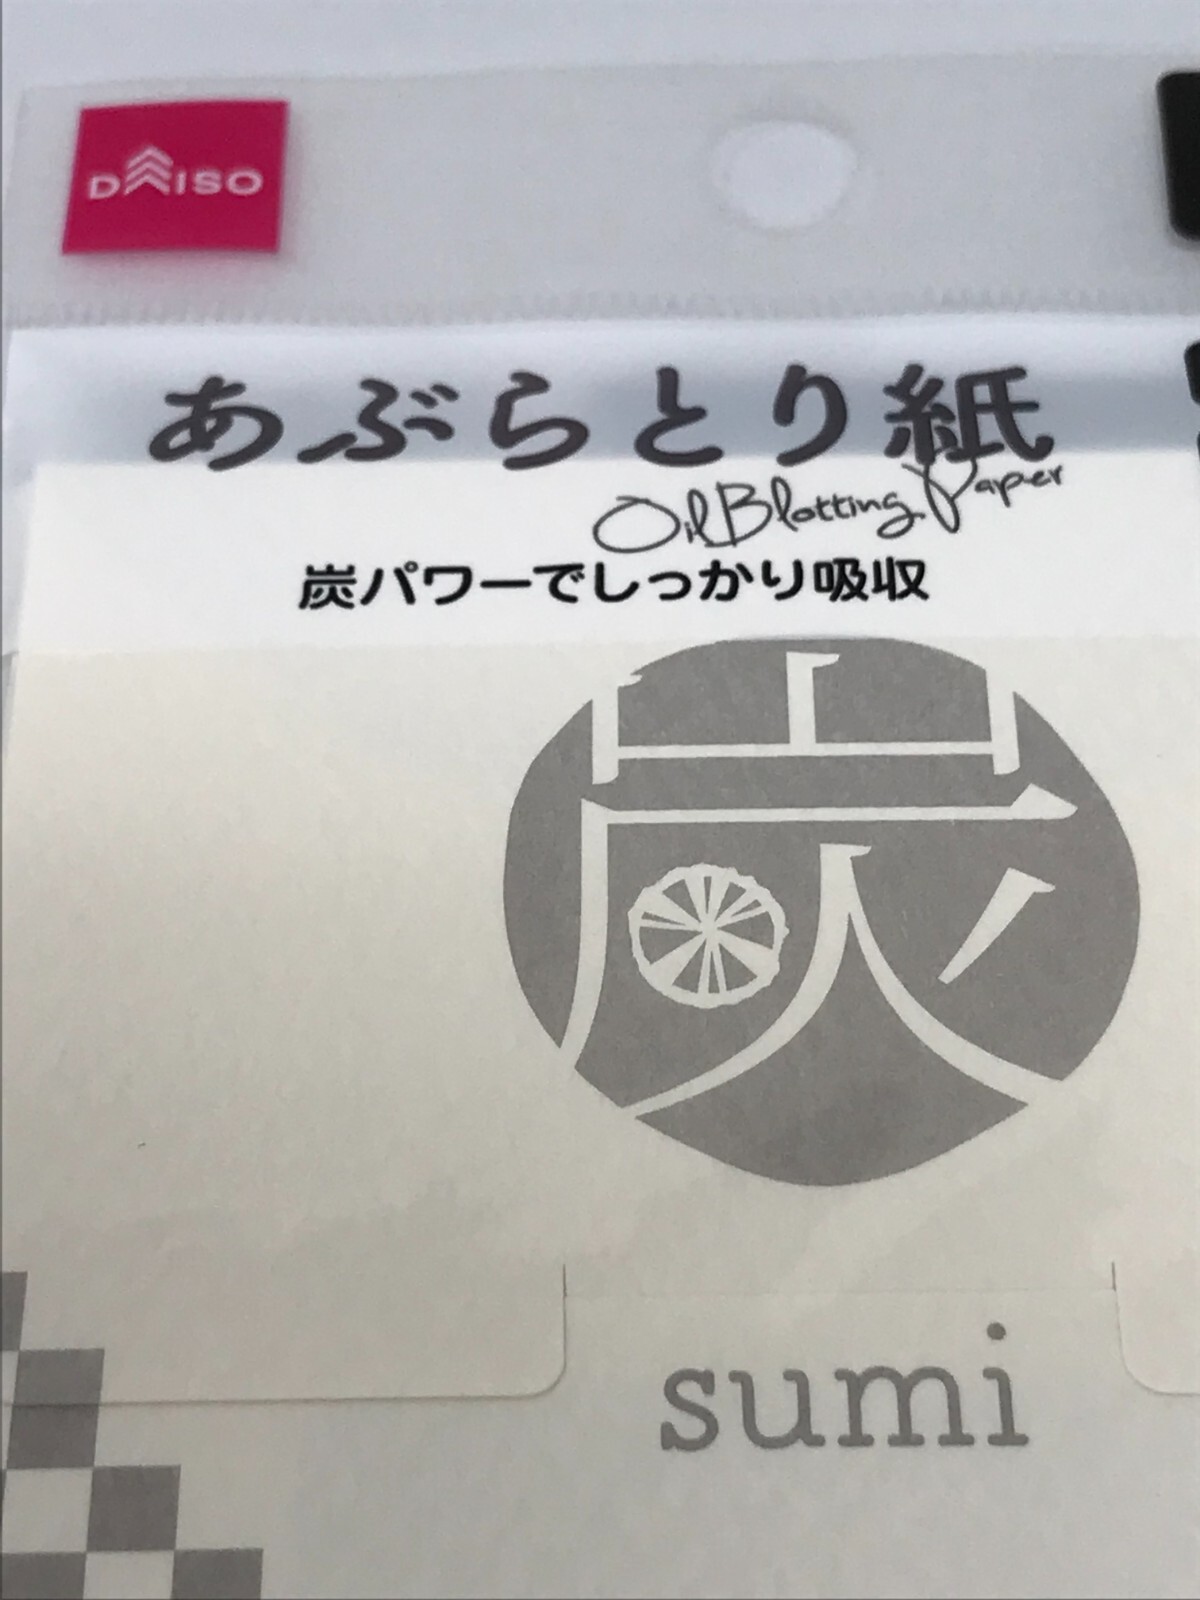 DAISO
あぶらとり紙
Oil Blotting Paper
炭パワーでしっかり吸収
炭
sumi